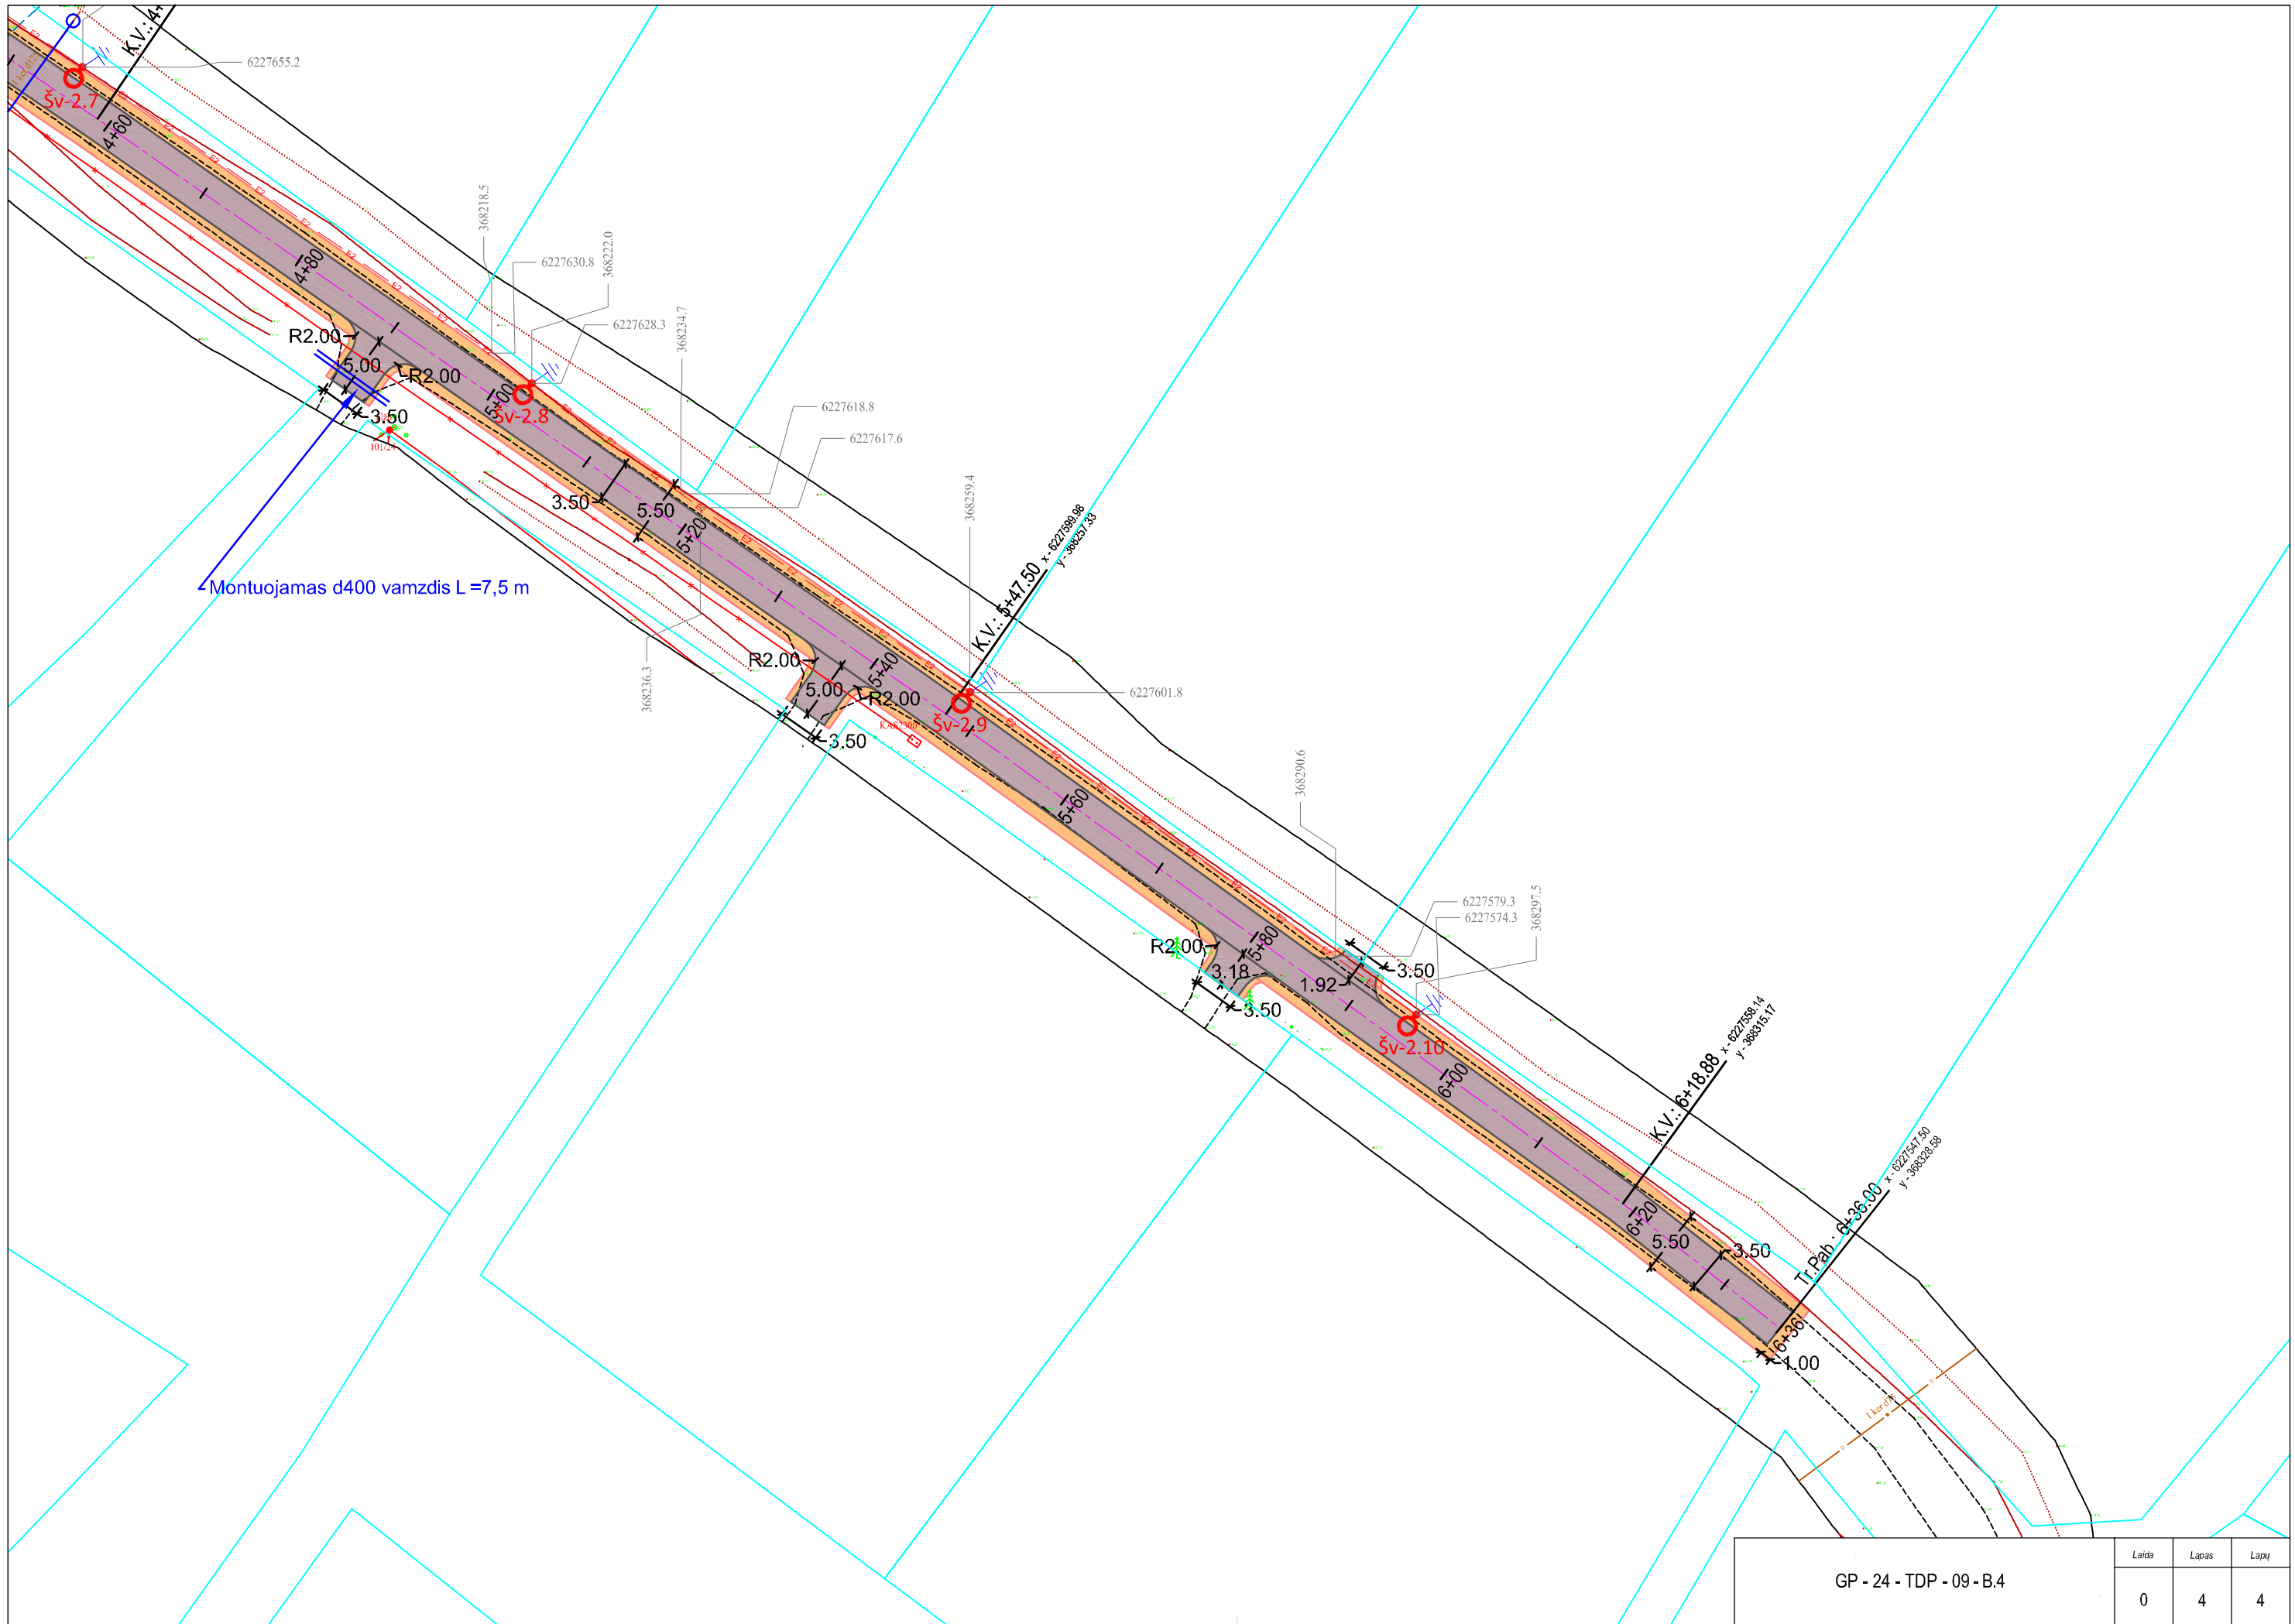 K.V.: 4+
6227655.2
Šv-2.7
4+60
368218.5
6227630.8
368222.0
4+80
6227628.3
368234.7
R2.00
5.00
R2.00
3.50
5+00
Šv-2.8
101/24
6227618.8
6227617.6
3.50
5.50
5+20
368259.4
K.V.: 5+47.50
x - 6227599.98
y - 368257.33
Montuojamas d400 vamzdis L =7,5 m
368236.3
R2.00
5.00
R2.00
5+40
3.50
KAB2300
6227601.8
Šv-2.9
5+60
368290.6
6227579.3
6227574.3
368297.5
R2.00
3.18
5+80
3.50
1.92
3.50
Šv-2.10
6+00
K.V.: 6+18.88
x - 6227558.14
y - 368315.17
6+20
5.50
3.50
Tr.Pab.: 6+36.00
x - 6227547.50
y - 368328.58
6+36
1.00
E2
GP - 24 - TDP - 09 - B.4
Laida
Lapas
Lapų
0
4
4